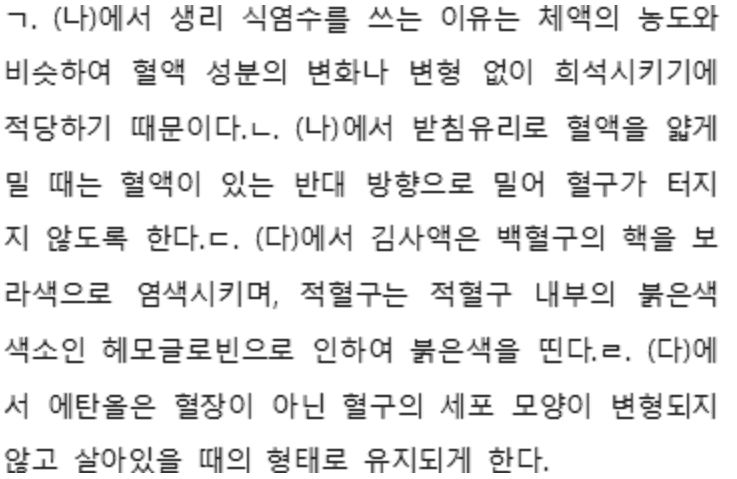 ㄱ. (나)에서 생리 식염수를 쓰는 이유는 체액의 농도와
비슷하여 혈액 성분의 변화나 변형 없이 희석시키기에
적당하기 때문이다.ㄴ. (나)에서 받침유리로 혈액을 얇게
밀 때는 혈액이 있는 반대 방향으로 밀어 혈구가 터지
지 않도록 한다.ㄷ. (다)에서 김사액은 백혈구의 핵을 보
라색으로 염색시키며, 적혈구는 적혈구 내부의 붉은색
색소인 헤모글로빈으로 인하여 붉은색을 띤다.ㄹ. (다)에
서 에탄올은 혈장이 아닌 혈구의 세포 모양이 변형되지
않고 살아있을 때의 형태로 유지되게 한다.